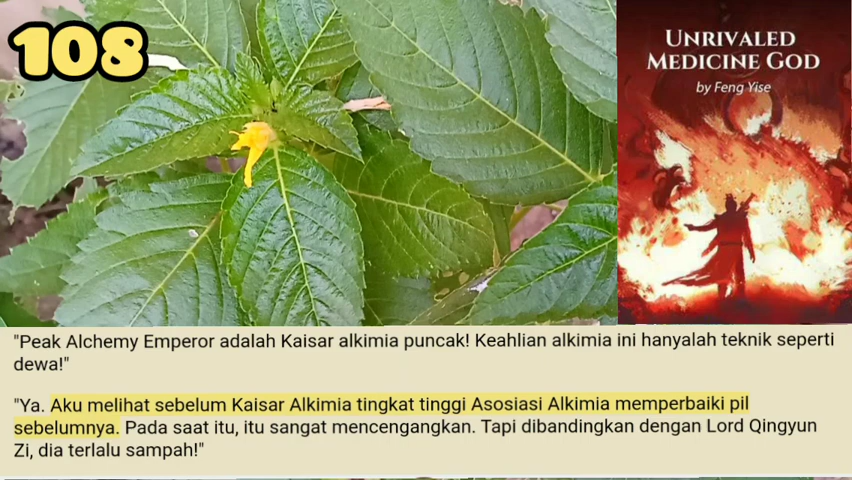 108
UNRIVALED
MEDICINE GOD
by Feng Yise
"Peak Alchemy Emperor adalah Kaisar alkimia puncak! Keahlian alkimia ini hanyalah teknik seperti
dewa!"
"Ya. Aku melihat sebelum Kaisar Alkimia tingkat tinggi Asosiasi Alkimia memperbaiki pil
sebelumnya. Pada saat itu, itu sangat mencengangkan. Tapi dibandingkan dengan Lord Qingyun
Zi, dia terlalu sampah!"